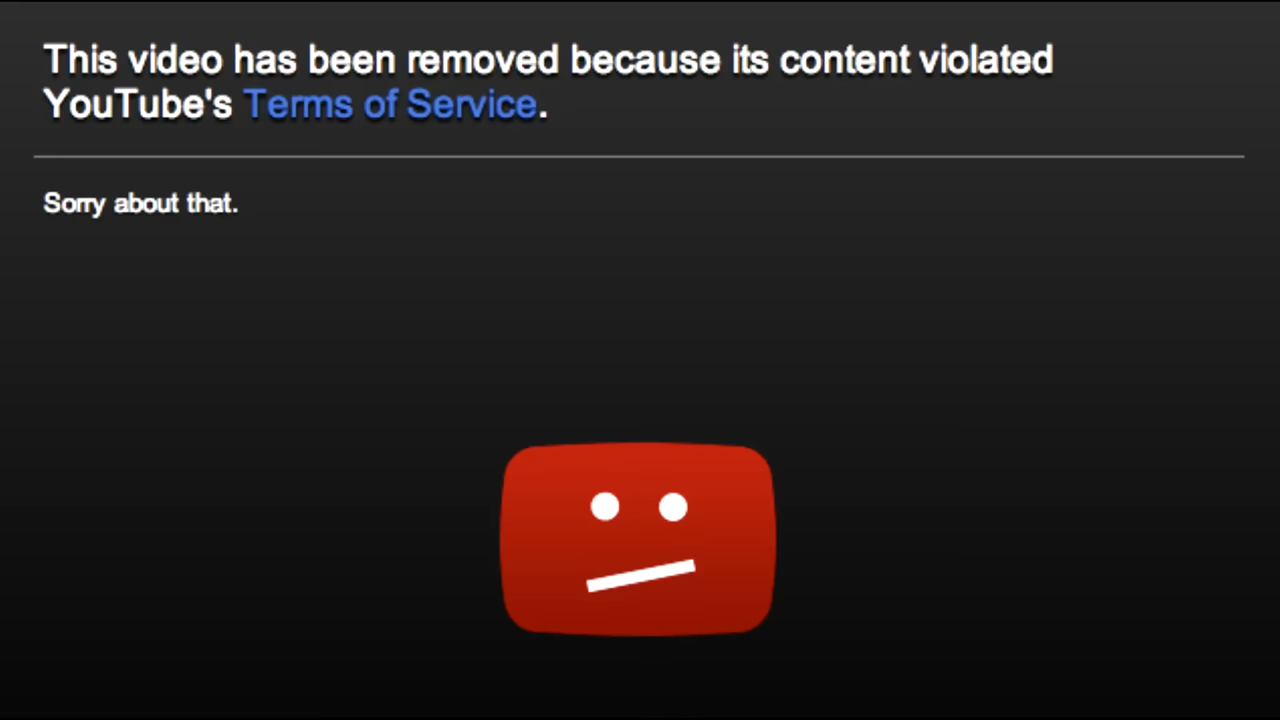 This video has been removed because its content violated
YouTube's Terms of Service.
Sorry about that.